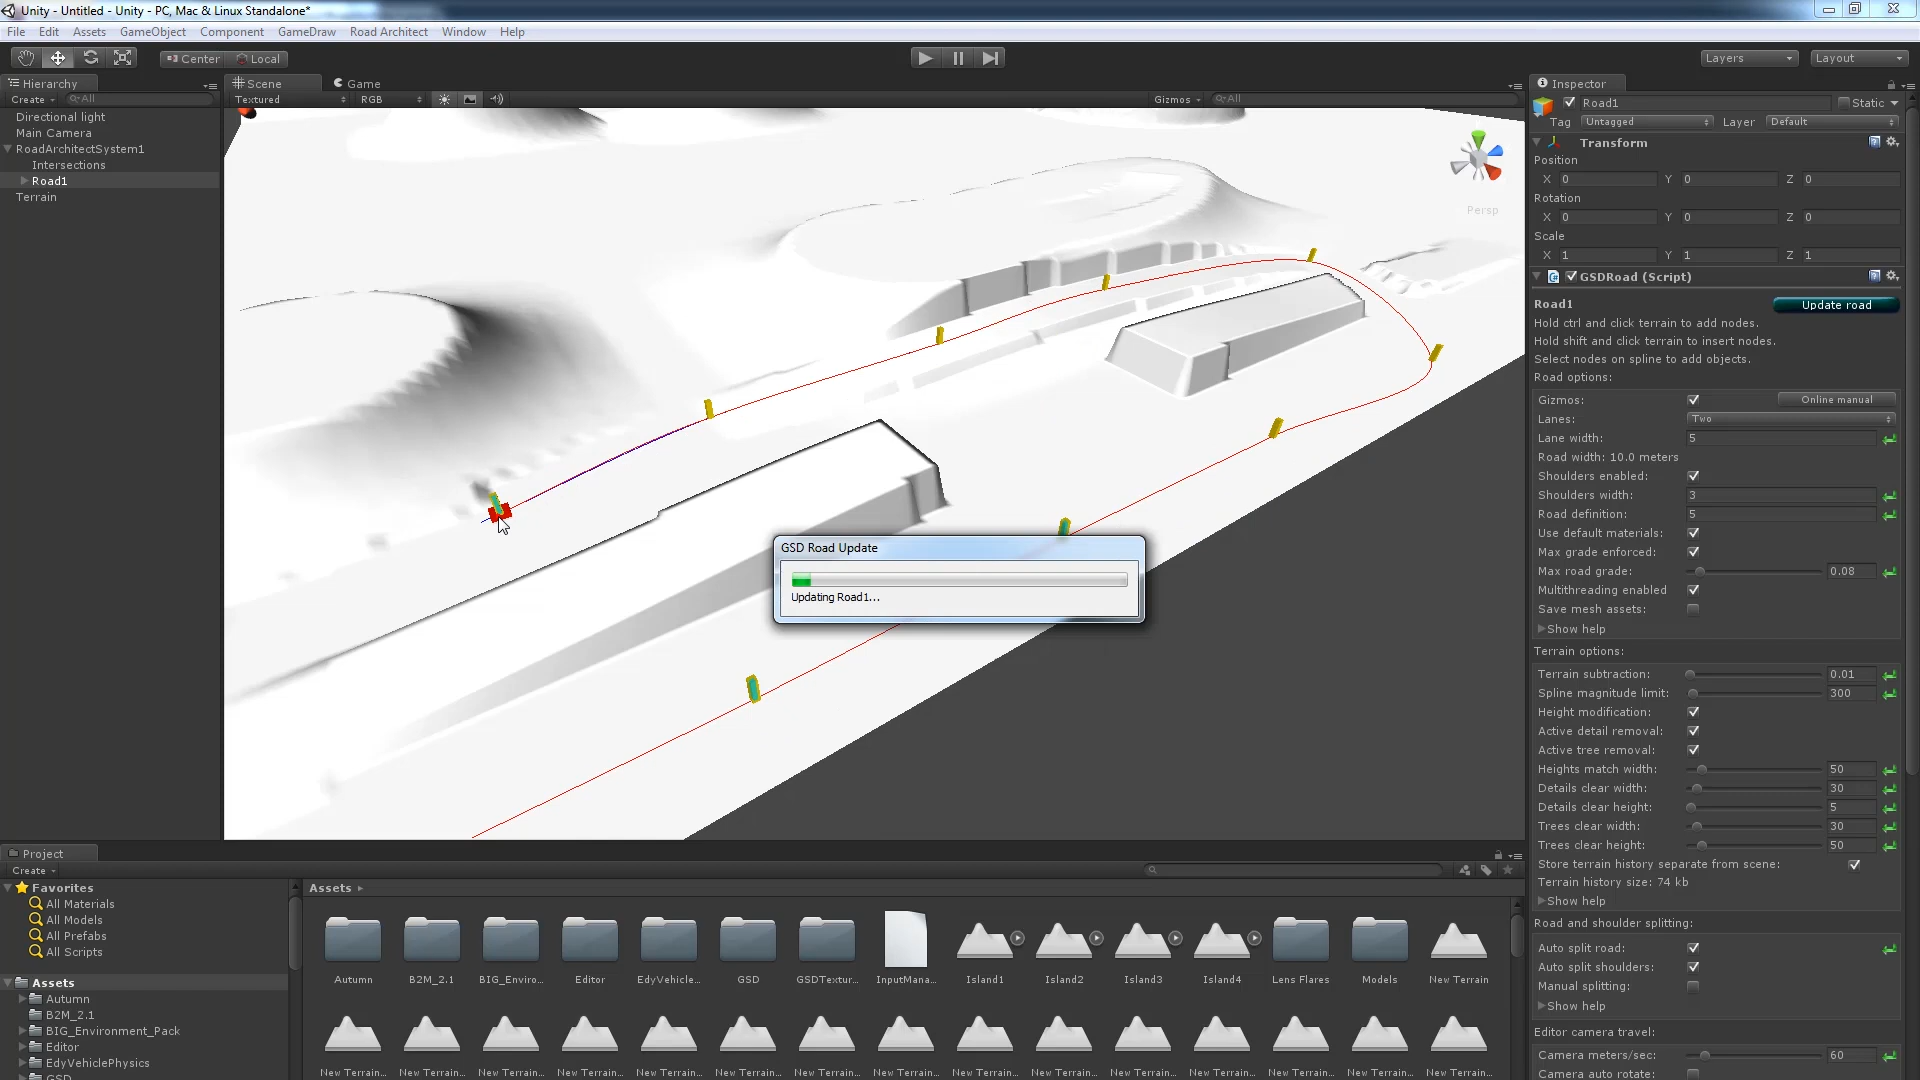 Unity - Untitled - Unity - PC, Mac & Linux Standalone*
File Edit Assets GameObject Component GameDraw Road Architect Window Help
Center Local
Layers Layout
Hierarchy
Create All
Directional light
Main Camera
RoadArchitectSystem1
Intersections
Road1
Terrain
Scene Game
Textured RGB Gizmos All
Persp
GSD Road Update
Updating Road1...
Inspector
Road1 Static
Tag Untagged Layer Default
Transform
Position
X 0 Y 0 Z 0
Rotation
X 0 Y 0 Z 0
Scale
X 1 Y 1 Z 1
GSDRoad (Script)
Road1 Update road
Hold ctrl and click terrain to add nodes.
Hold shift and click terrain to insert nodes.
Select nodes on spline to add objects.
Road options:
Gizmos: Online manual
Lanes: Two
Lane width: 5
Road width: 10.0 meters
Shoulders enabled:
Shoulders width: 3
Road definition: 5
Use default materials:
Max grade enforced:
Max road grade: 0.08
Multithreading enabled
Save mesh assets:
Show help
Terrain options:
Terrain subtraction: 0.01
Spline magnitude limit: 300
Height modification:
Active detail removal:
Active tree removal:
Heights match width: 50
Details clear width: 30
Details clear height: 5
Trees clear width: 30
Trees clear height: 50
Store terrain history separate from scene:
Terrain history size: 74 kb
Show help
Road and shoulder splitting:
Auto split road:
Auto split shoulders:
Manual splitting:
Show help
Editor camera travel:
Camera meters/sec: 60
Camera auto rotate:
Project
Create
Favorites
All Materials
All Models
All Prefabs
All Scripts
Assets
Autumn
B2M_2.1
BIG_Environment_Pack
Editor
EdyVehiclePhysics
GSD
Assets
Autumn B2M_2.1 BIG_Enviro... Editor EdyVehicle... GSD GSDTextur... InputMana... Island1 Island2 Island3 Island4 Lens Flares Models New Terrain
New Terrain... New Terrain... New Terrain... New Terrain... New Terrain... New Terrain... New Terrain... New Terrain... New Terrain... New Terrain... New Terrain... New Terrain... New Terrain... New Terrain... New Terrain...